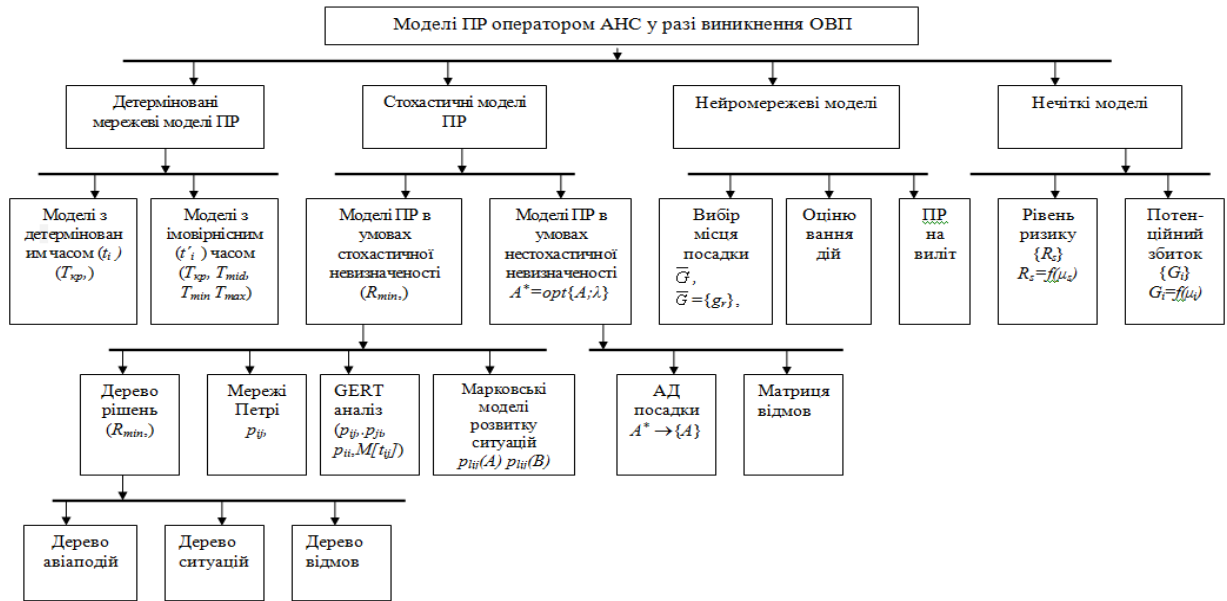 Моделі ПР оператором АНС у разі виникнення ОВП
Детерміновані
мережеві моделі ПР
Стохастичні моделі
ПР
Нейромережеві моделі
Нечіткі моделі
Моделі з
детермінован
им часом (tᵢ )
(Tкр,)
Моделі з
імовірнісним
(t´ᵢ ) часом
(Tкр, Tmid,
Tmin Tmax)
Моделі ПР в
умовах
стохастичної
невизначеності
(Rmin,)
Моделі ПР в
умовах
нестохастичної
невизначеності
A*=opt{A;λ}
Вибір
місця
посадки
G̅ ,
G̅ ={gr},
Оціню
вання
дій
ПР
на
виліт
Рівень
ризику
{Rs}
Rs=f(μs)
Потен-
ційний
збиток
{Gi}
Gi=f(μi)
Дерево
рішень
(Rmin,)
Мережі
Петрі
pij,
GERT
аналіз
(pij,.pji,
pii,M[tij])
Марковські
моделі
розвитку
ситуацій
plij(A) plij(B)
АД
посадки
A* →{A}
Матриця
відмов
Дерево
авіаподій
Дерево
ситуацій
Дерево
відмов